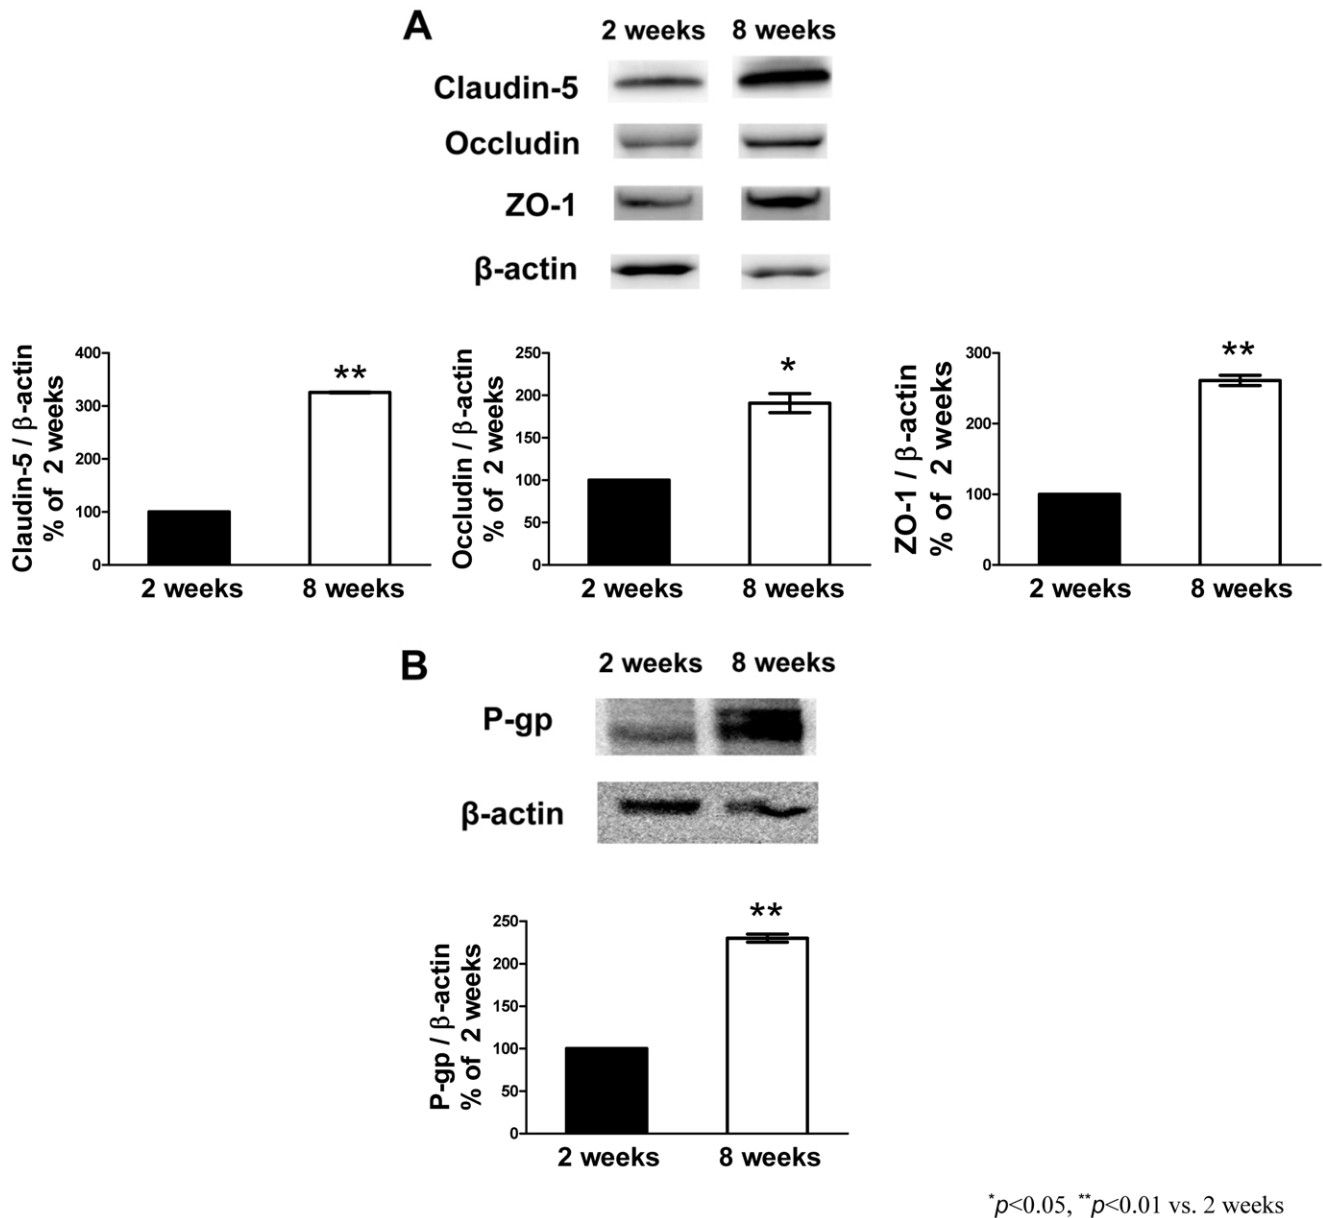 A
2 weeks 8 weeks
Claudin-5
Occludin
ZO-1
β-actin
Claudin-5 / β-actin
% of 2 weeks
400
300
200
100
0
**
2 weeks 8 weeks
Occludin / β-actin
% of 2 weeks
250
200
150
100
50
0
*
2 weeks 8 weeks
ZO-1 / β-actin
% of 2 weeks
300
200
100
0
**
2 weeks 8 weeks
B
2 weeks 8 weeks
P-gp
β-actin
P-gp / β-actin
% of 2 weeks
250
200
150
100
50
0
**
2 weeks 8 weeks
*p<0.05, **p<0.01 vs. 2 weeks